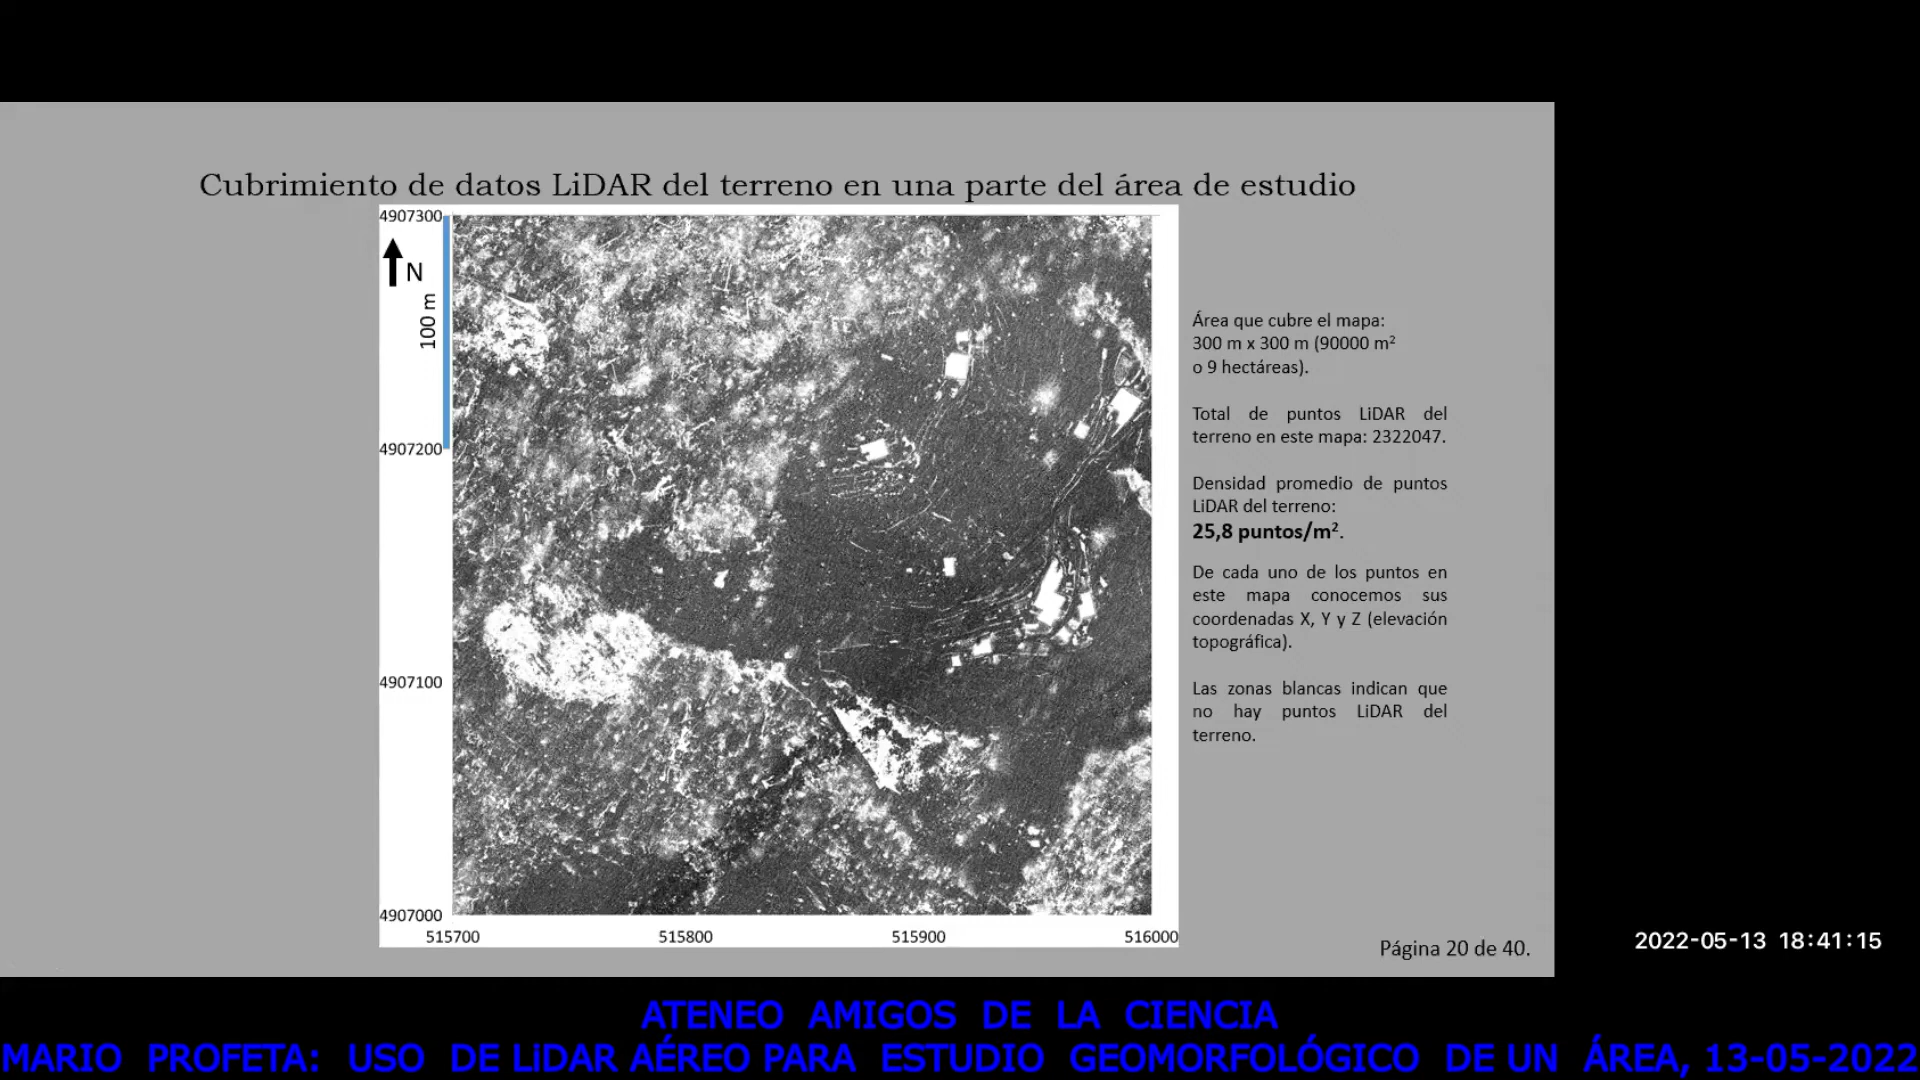 Cubrimiento de datos LiDAR del terreno en una parte del área de estudio
4907300
N
100 m
4907200
4907100
4907000
515700 515800 515900 516000
Área que cubre el mapa:
300 m x 300 m (90000 m²
o 9 hectáreas).
Total de puntos LiDAR del
terreno en este mapa: 2322047.
Densidad promedio de puntos
LiDAR del terreno:
25,8 puntos/m².
De cada uno de los puntos en
este mapa conocemos sus
coordenadas X, Y y Z (elevación
topográfica).
Las zonas blancas indican que
no hay puntos LiDAR del
terreno.
Página 20 de 40.
2022-05-13 18:41:15
ATENEO AMIGOS DE LA CIENCIA
MARIO PROFETA: USO DE LiDAR AÉREO PARA ESTUDIO GEOMORFOLÓGICO DE UN ÁREA, 13-05-2022